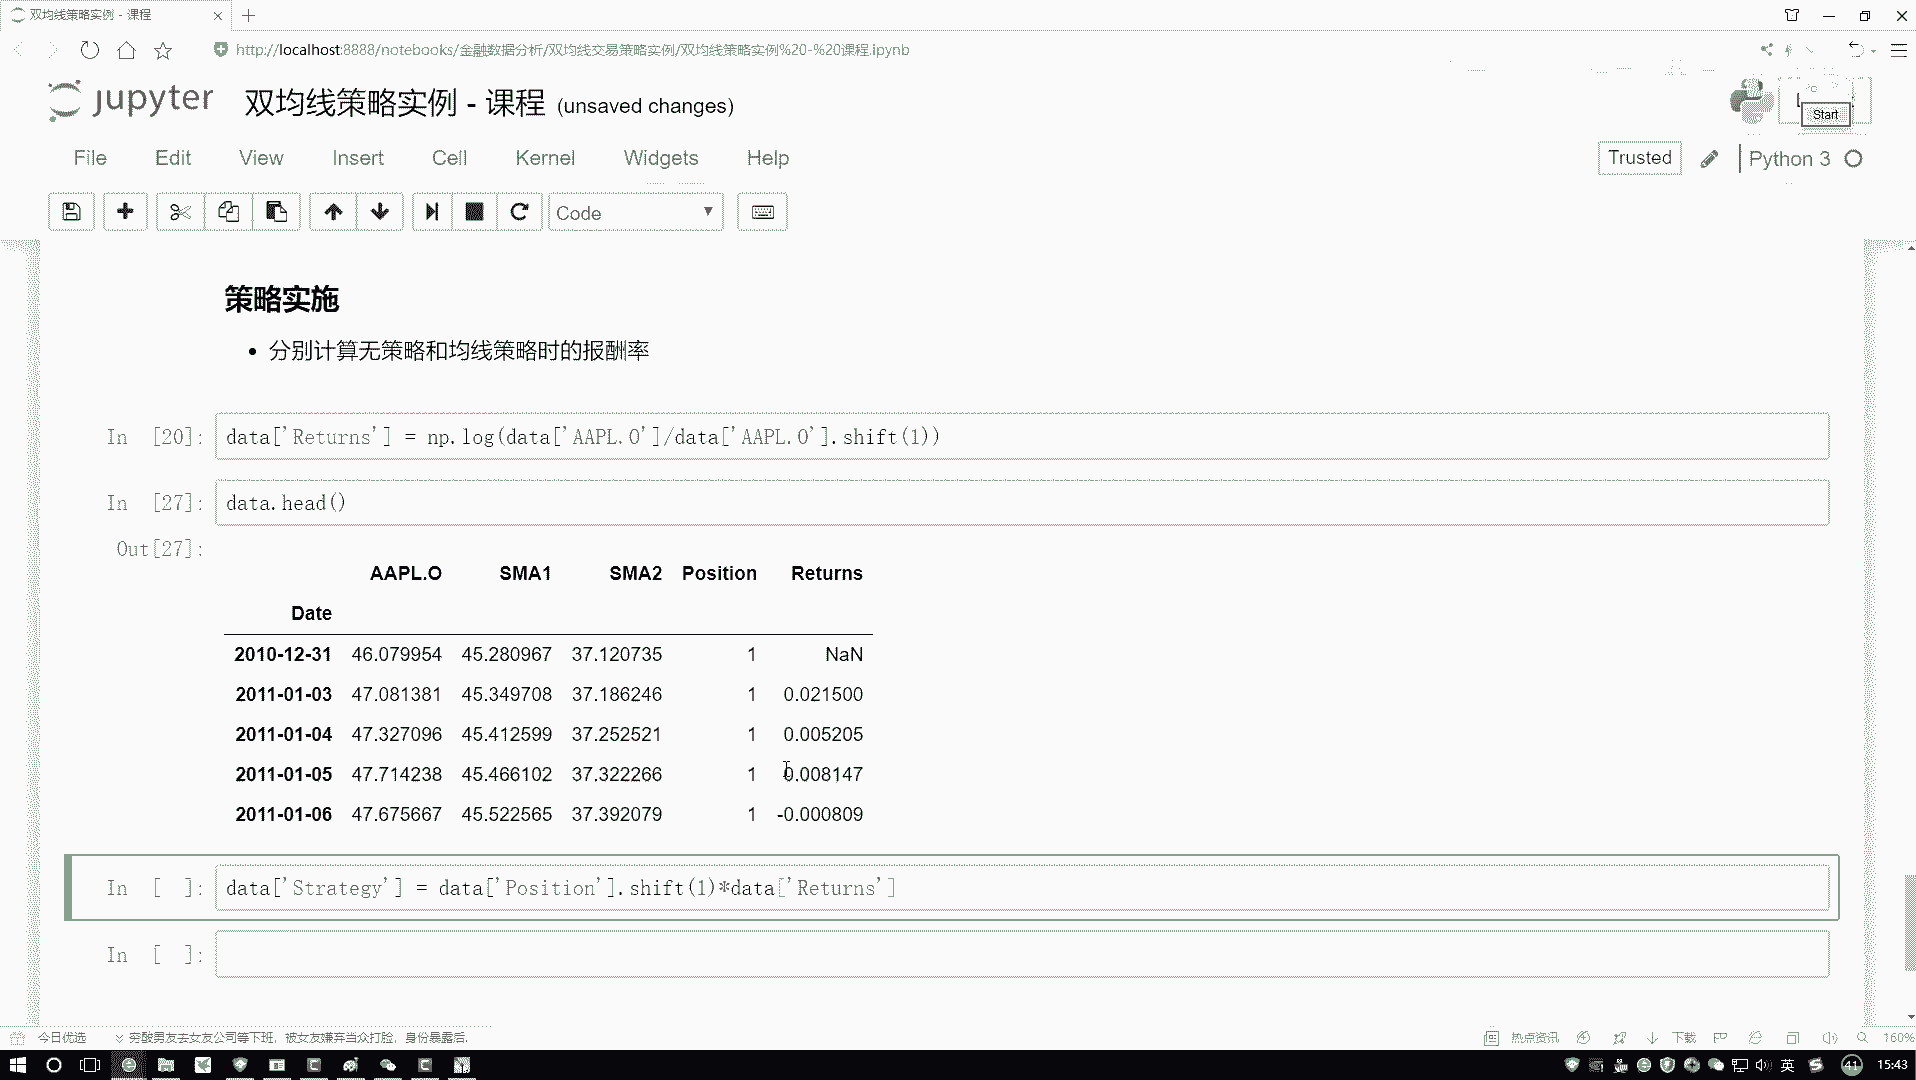 双均线策略实例 - 课程
http://localhost:8888/notebooks/金融数据分析/双均线交易策略实例/双均线策略实例%20-%20课程.ipynb
jupyter 双均线策略实例 - 课程 (unsaved changes)
Start
File Edit View Insert Cell Kernel Widgets Help
Trusted Python 3
Code
策略实施
分别计算无策略和均线策略时的报酬率
In [20]: data['Returns'] = np.log(data['AAPL.O']/data['AAPL.O'].shift(1))
In [27]: data.head()
Out[27]:
AAPL.O SMA1 SMA2 Position Returns
Date
2010-12-31 46.079954 45.280967 37.120735 1 NaN
2011-01-03 47.081381 45.349708 37.186246 1 0.021500
2011-01-04 47.327096 45.412599 37.252521 1 0.005205
2011-01-05 47.714238 45.466102 37.322266 1 0.008147
2011-01-06 47.675667 45.522565 37.392079 1 -0.000809
In [ ]: data['Strategy'] = data['Position'].shift(1)*data['Returns']
In [ ]:
今日优选 穷酸男友去女友公司等下班，被女友嫌弃当众打脸，身份暴露后.
热点资讯 下载 160%
英 41 15:43